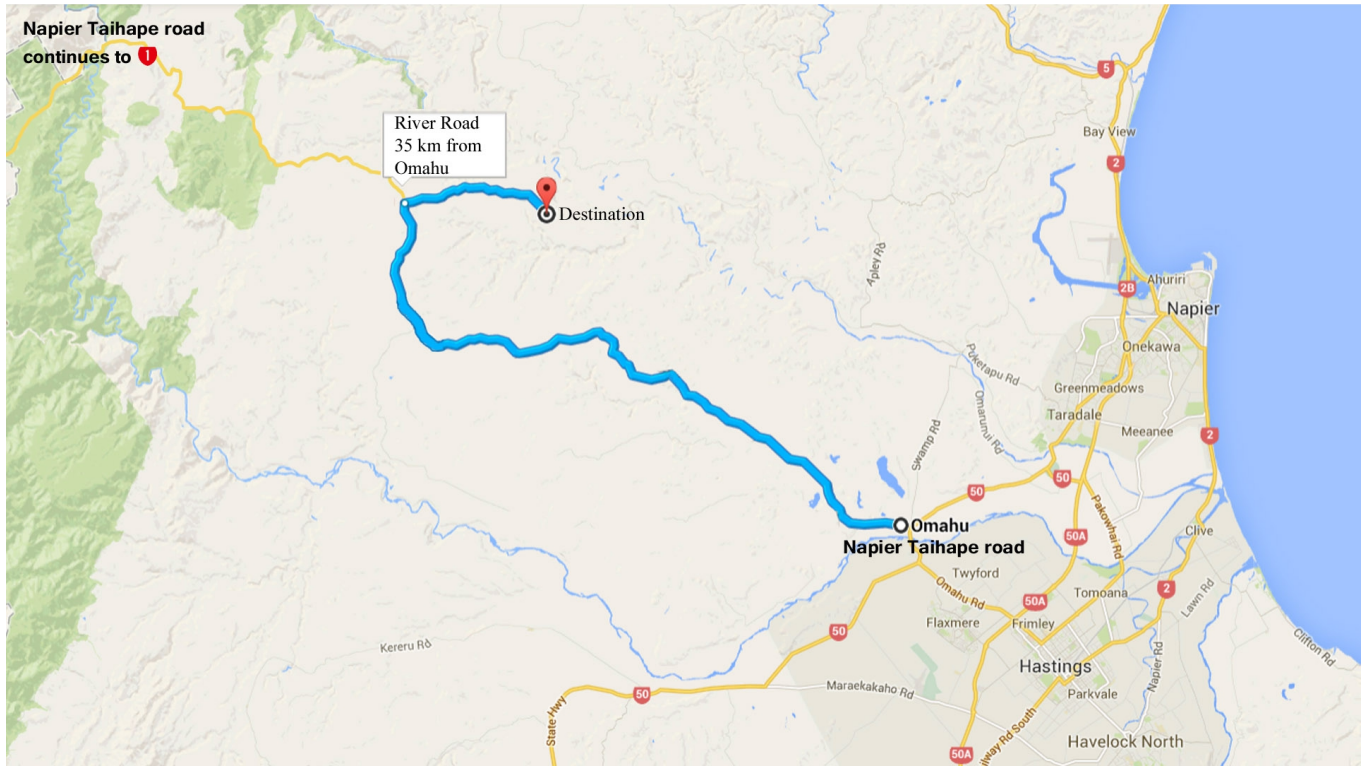 Napier Taihape road
continues to 1
River Road
35 km from
Omahu
Destination
5
Bay View
2
Apley Rd
2B
Ahuriri
Napier
Onekawa
Puketapu Rd
Greenmeadows
Omarunui Rd
Taradale
Meeanee
Swamp Rd
2
50
50
Pakowhai Rd
Omahu
Napier Taihape road
50A
Clive
Twyford
Omahu Rd
2
Lawn Rd
50A
Tomoana
Flaxmere
Frimley
50
Clifton Rd
Kereru Rd
Hastings
Napier Rd
Maraekakaho Rd
Parkvale
50
State Hwy
ilway Rd South
Havelock North
50A